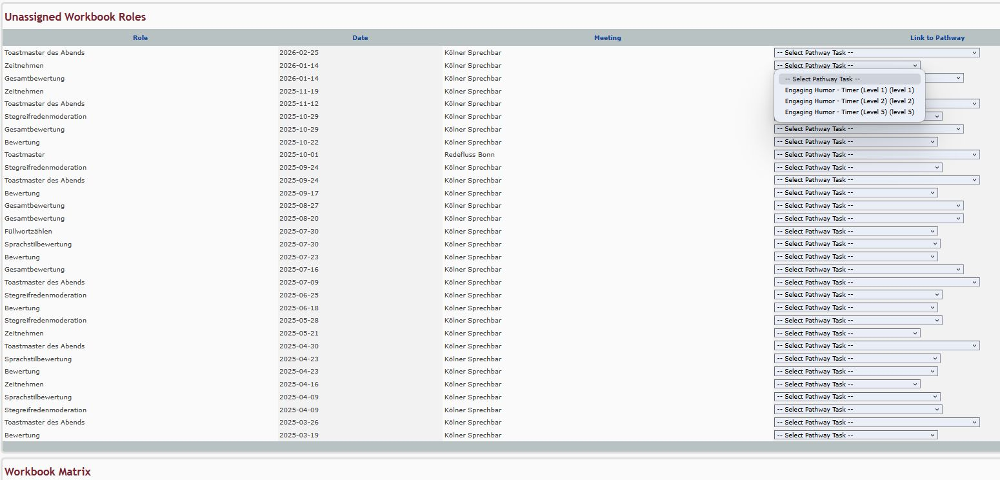 Unassigned Workbook Roles
Role Date Meeting Link to Pathway
Toastmaster des Abends 2026-02-25 Kölner Sprechbar -- Select Pathway Task --
Zeitnehmen 2026-01-14 Kölner Sprechbar -- Select Pathway Task --
Gesamtbewertung 2026-01-14 Kölner Sprechbar
-- Select Pathway Task --
Engaging Humor - Timer (Level 1) (level 1)
Engaging Humor - Timer (Level 2) (level 2)
Engaging Humor - Timer (Level 5) (level 5)
Zeitnehmen 2025-11-19 Kölner Sprechbar
Toastmaster des Abends 2025-11-12 Kölner Sprechbar
Stegreifredenmoderation 2025-10-29 Kölner Sprechbar
Gesamtbewertung 2025-10-29 Kölner Sprechbar -- Select Pathway Task --
Bewertung 2025-10-22 Kölner Sprechbar -- Select Pathway Task --
Toastmaster 2025-10-01 Redefluss Bonn -- Select Pathway Task --
Stegreifredenmoderation 2025-09-24 Kölner Sprechbar -- Select Pathway Task --
Toastmaster des Abends 2025-09-24 Kölner Sprechbar -- Select Pathway Task --
Bewertung 2025-09-17 Kölner Sprechbar -- Select Pathway Task --
Gesamtbewertung 2025-08-27 Kölner Sprechbar -- Select Pathway Task --
Gesamtbewertung 2025-08-20 Kölner Sprechbar -- Select Pathway Task --
Füllwortzählen 2025-07-30 Kölner Sprechbar -- Select Pathway Task --
Sprachstilbewertung 2025-07-30 Kölner Sprechbar -- Select Pathway Task --
Bewertung 2025-07-23 Kölner Sprechbar -- Select Pathway Task --
Gesamtbewertung 2025-07-16 Kölner Sprechbar -- Select Pathway Task --
Toastmaster des Abends 2025-07-09 Kölner Sprechbar -- Select Pathway Task --
Stegreifredenmoderation 2025-06-25 Kölner Sprechbar -- Select Pathway Task --
Bewertung 2025-06-18 Kölner Sprechbar -- Select Pathway Task --
Stegreifredenmoderation 2025-05-28 Kölner Sprechbar -- Select Pathway Task --
Zeitnehmen 2025-05-21 Kölner Sprechbar -- Select Pathway Task --
Toastmaster des Abends 2025-04-30 Kölner Sprechbar -- Select Pathway Task --
Sprachstilbewertung 2025-04-23 Kölner Sprechbar -- Select Pathway Task --
Bewertung 2025-04-23 Kölner Sprechbar -- Select Pathway Task --
Zeitnehmen 2025-04-16 Kölner Sprechbar -- Select Pathway Task --
Sprachstilbewertung 2025-04-09 Kölner Sprechbar -- Select Pathway Task --
Stegreifredenmoderation 2025-04-09 Kölner Sprechbar -- Select Pathway Task --
Toastmaster des Abends 2025-03-26 Kölner Sprechbar -- Select Pathway Task --
Bewertung 2025-03-19 Kölner Sprechbar -- Select Pathway Task --
Workbook Matrix